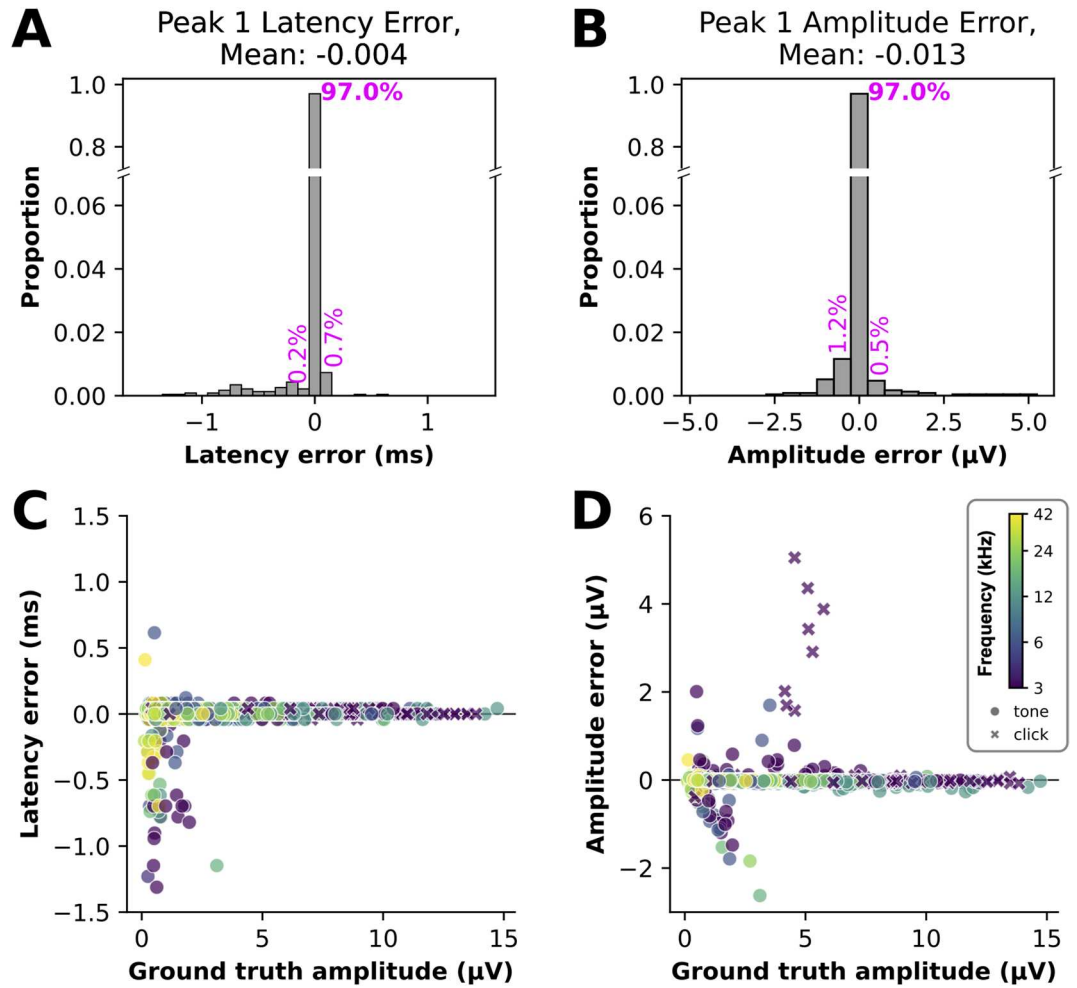 A
Peak 1 Latency Error,
Mean: -0.004
1.0
0.8
0.06
0.04
0.02
0.00
Proportion
97.0%
0.2%
0.7%
−1
0
1
Latency error (ms)
B
Peak 1 Amplitude Error,
Mean: -0.013
1.0
0.8
0.06
0.04
0.02
0.00
Proportion
97.0%
1.2%
0.5%
−5.0
−2.5
0.0
2.5
5.0
Amplitude error (μV)
C
1.5
1.0
0.5
0.0
−0.5
−1.0
−1.5
Latency error (ms)
0
5
10
15
Ground truth amplitude (μV)
D
6
4
2
0
−2
Amplitude error (μV)
0
5
10
15
Ground truth amplitude (μV)
Frequency (kHz)
42
24
12
6
3
tone
click